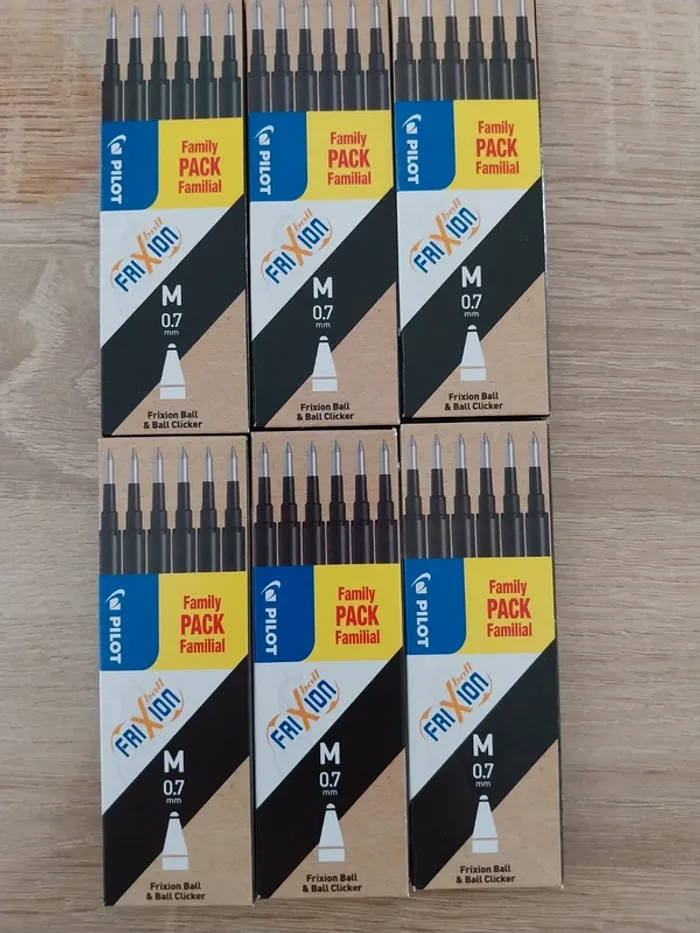 PILOT
Family
PACK
Familial
FRIXION ball
M
0.7
mm
Frixion Ball
& Ball Clicker
PILOT
Family
PACK
Familial
FRIXION ball
M
0.7
mm
Frixion Ball
& Ball Clicker
PILOT
Family
PACK
Familial
FRIXION ball
M
0.7
mm
Frixion Ball
& Ball Clicker
PILOT
Family
PACK
Familial
FRIXION ball
M
0.7
mm
Frixion Ball
& Ball Clicker
PILOT
Family
PACK
Familial
FRIXION ball
M
0.7
mm
Frixion Ball
& Ball Clicker
PILOT
Family
PACK
Familial
FRIXION ball
M
0.7
mm
Frixion Ball
& Ball Clicker